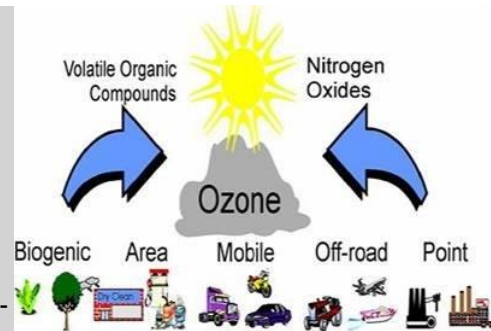 Volatile Organic
Compounds
Nitrogen
Oxides
Ozone
Biogenic Area Mobile Off-road Point
Dry Clean